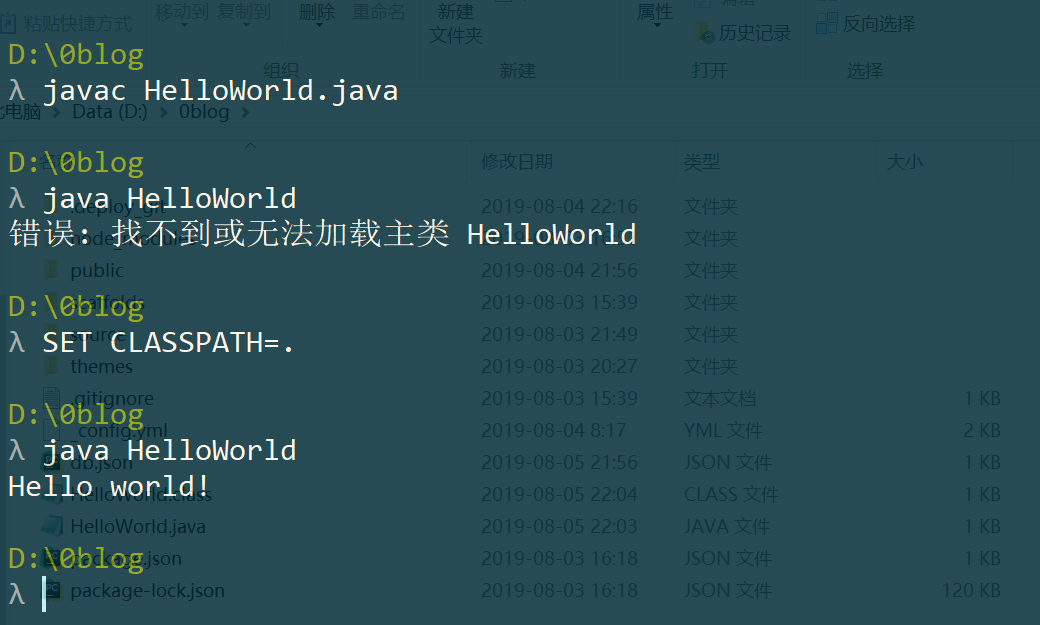 移动到 复制到 删除 重命名 新建 属性
粘贴快捷方式 文件夹 历史记录 反向选择
D:\0blog
组织 新建 打开 选择
λ javac HelloWorld.java
电脑 > Data (D:) > 0blog >
D:\0blog
修改日期 类型 大小
λ java HelloWorld
.deploy_git 2019-08-04 22:16 文件夹
错误: 找不到或无法加载主类 HelloWorld
文件夹
public 2019-08-04 21:56 文件夹
D:\0blog
2019-08-03 15:39 文件夹
λ SET CLASSPATH=.
source 2019-08-03 21:49 文件夹
themes 2019-08-03 20:27 文件夹
.gitignore 2019-08-03 15:39 文本文档 1 KB
D:\0blog
_config.yml 2019-08-04 8:17 YML 文件 2 KB
λ java HelloWorld
db.json 2019-08-05 21:56 JSON 文件 1 KB
Hello world!
HelloWorld.class 2019-08-05 22:04 CLASS 文件 1 KB
HelloWorld.java 2019-08-05 22:03 JAVA 文件 1 KB
D:\0blog
package.json 2019-08-03 16:18 JSON 文件 1 KB
λ
package-lock.json 2019-08-03 16:18 JSON 文件 120 KB